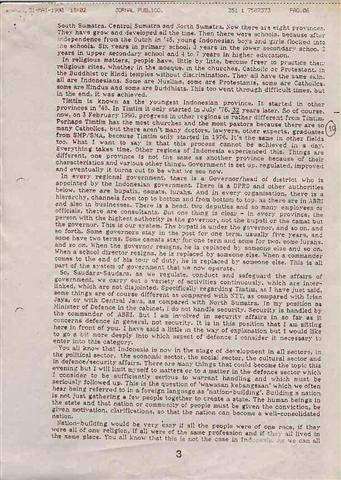 31-MAR-1990 15:02 JORNAL PUBLICO. 351 1 7582273 PAG.06
South Sumatra, Central Sumatra and North Sumatra. Now there are eight provinces.
They have grown and developed all the time. Then there were schools, because after
independence from the Dutch in '45, young Indonesian boys and girls flocked into
the schools. Six years in primary school, 3 years in the lower secondary school, 3
years in upper secondary school and 4 to 7 years in higher education.
In religious matters, people have, little by little, become freer to practice their
religious rites, whether in the mosque, in the churches, Catholic or Protestant, in
the Buddhist or Hindi temples without discrimination. They all have the same skin,
all are Indonesians. Some are Muslims, some are Protestants, some are Catholics,
some are Hindus and some are Buddhists. This too went through difficult times, but
in the end, it was achieved.
Timtim is known as the youngest Indonesian province. It started in other
provinces in '45. In Timtim it only started in July '76, years later. So of course,
now, on 3 February 1990, progress in other regions is rather different from Timtim.
Perhaps Timtim has the most churches and the most pastors because there are so
many Catholics, but there aren't many doctors, lawyers, other experts, graduates
from SMP/SMA, because Timtim only started in 1976. It's the same in other fields
too. What I want to say is that this process cannot be achieved in a day.
Everything takes time. Other regions of Indonesia experienced this. Things are
different, one province is not the same as another province because of their
characteristics and various other things. Government is set up, regulated, improved
and eventually it turns out to be what we see now.
In every regional government, there is a Governor/head of district who is
appointed by the Indonesian government. There is a DPRD and other authorities
below, there are bupatis, camats, lurahs. And in every organisation, there is a
hierarchy, channels from top to bottom and from bottom to top, as there are in ABRI
and also in businesses. There is a head, two deputies and so many employees or
officials, there are consultants. But one thing is clear - in every province, the
person with the highest authority is the governor, not the bupati or the camat but
the governor. This is our system. The bupati is under the governor, and so on, and
so forth. Some governors stay in the post for one term, usually five years, and
some have two terms. Some camats stay for one term and some for two, some lurahs,
and so on. When the governor resigns, he is replaced by someone else and so on.
When a school director resigns, he is replaced by someone else. When a commander
comes to the end of his tour of duty, he is replaced by someone else. This is all
part of the system of government that we now operate.
So, Saudara-Saudara, as we regulate, conduct and safeguard the affairs of
government, we carry out a variety of activities continuously, which are inter-
linked, which are not disjointed. Specifically regarding Timtim, as I have just said,
some things are of course different as compared with NTT, as compared with Irian
Jaya, or with Central Java, as compared with North Sumatra. In my position as
Minister of Defence in the cabinet, I do not handle security. Security is handled by
the commander of ABRI. But I am involved in security affairs in so far as it
concerns defence in general, not security. It is in this position that I am sitting
here in front of you. I have said a little in the way of explanation but I would like
to go a bit more deeply into which aspect of defence I consider it necessary to
enter into this category.
You all know that Indonesia is now in the stage of development in all sectors, in
the political sector, the economic sector, the social sector, the cultural sector and
in defence/security affairs. There are many things that could become the topic this
evening but I will limit myself to matters or to a matter in the defence sector which
I consider to be sufficiently serious to warrant handling and which must be
seriously followed up. This is the question of 'wawasan kebangsaan' which we often
hear being referred to in a foreign language as 'nation-building'. Building a nation
is not just gathering a few people together to create a state. The human beings in
the state and that nation or community of people must be given the conviction, be
given motivation, clarifications, so that the nation can become a well-consolidated
nation.
Nation-building would be very easy if all the people were of one race, if they
were all of one religion, if all were of the same profession and if they all lived in
the same place. You all know that this is not the case in Indonesia. As we can all
3